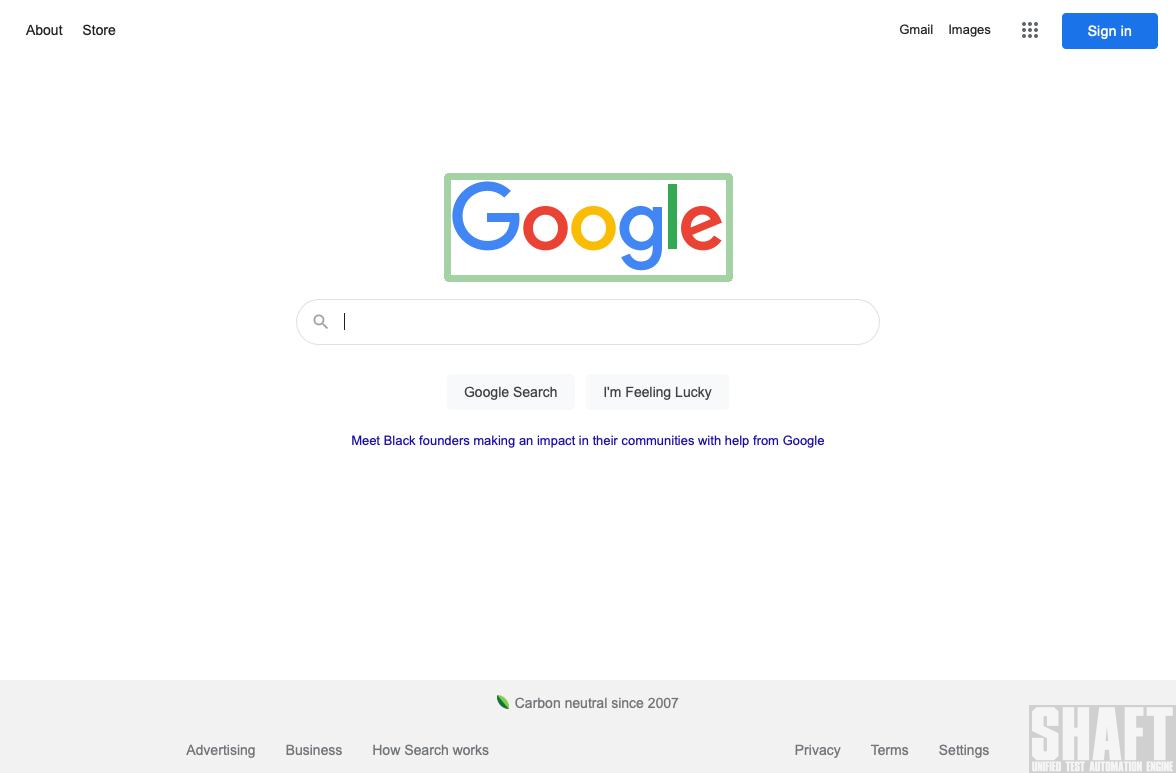 About Store Gmail Images Sign in
Google
Google Search I'm Feeling Lucky
Meet Black founders making an impact in their communities with help from Google
Carbon neutral since 2007
Advertising Business How Search works Privacy Terms Settings
SHAFT
UNIFIED TEST AUTOMATION ENGINE